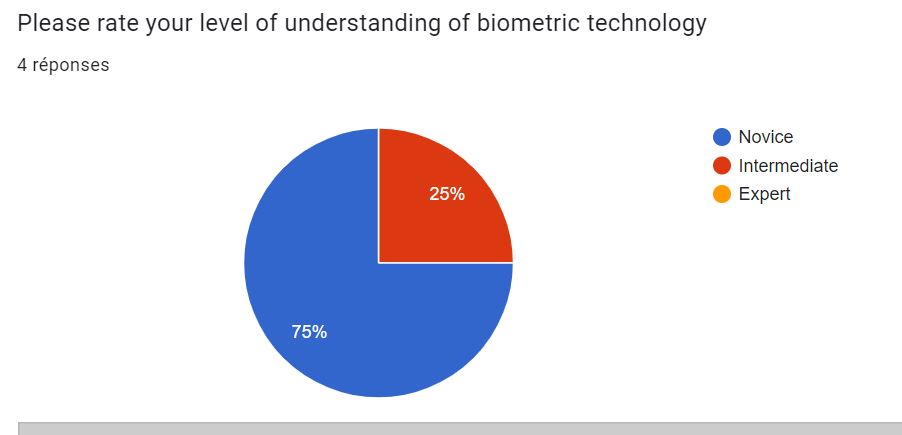 Please rate your level of understanding of biometric technology
4 réponses
Novice
Intermediate
Expert
25%
75%